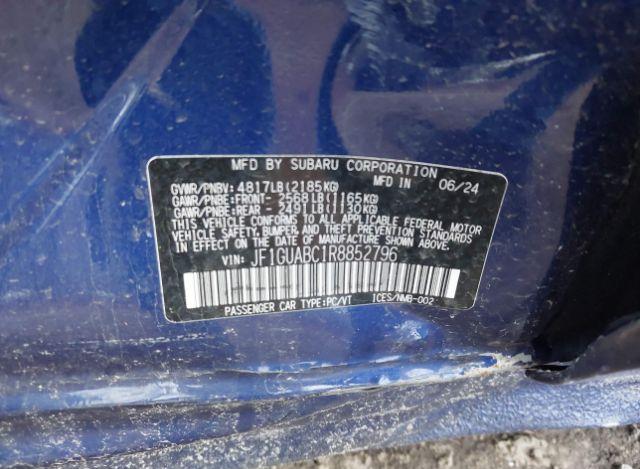 MFD BY SUBARU CORPORATION
MFD. IN 06/24
GVWR/PNBV: 4817LB(2185KG)
GAWR/PNBE:FRONT- 2568LB(1165KG)
GAWR/PNBE:REAR - 2491LB(1130KG)
THIS VEHICLE CONFORMS TO ALL APPLICABLE FEDERAL MOTOR
VEHICLE SAFETY, BUMPER, AND THEFT PREVENTION STANDARDS
IN EFFECT ON THE DATE OF MANUFACTURE SHOWN ABOVE.
VIN: JF1GUABC1R8852796
PASSENGER CAR TYPE:PC/VT ICES/NMB-002